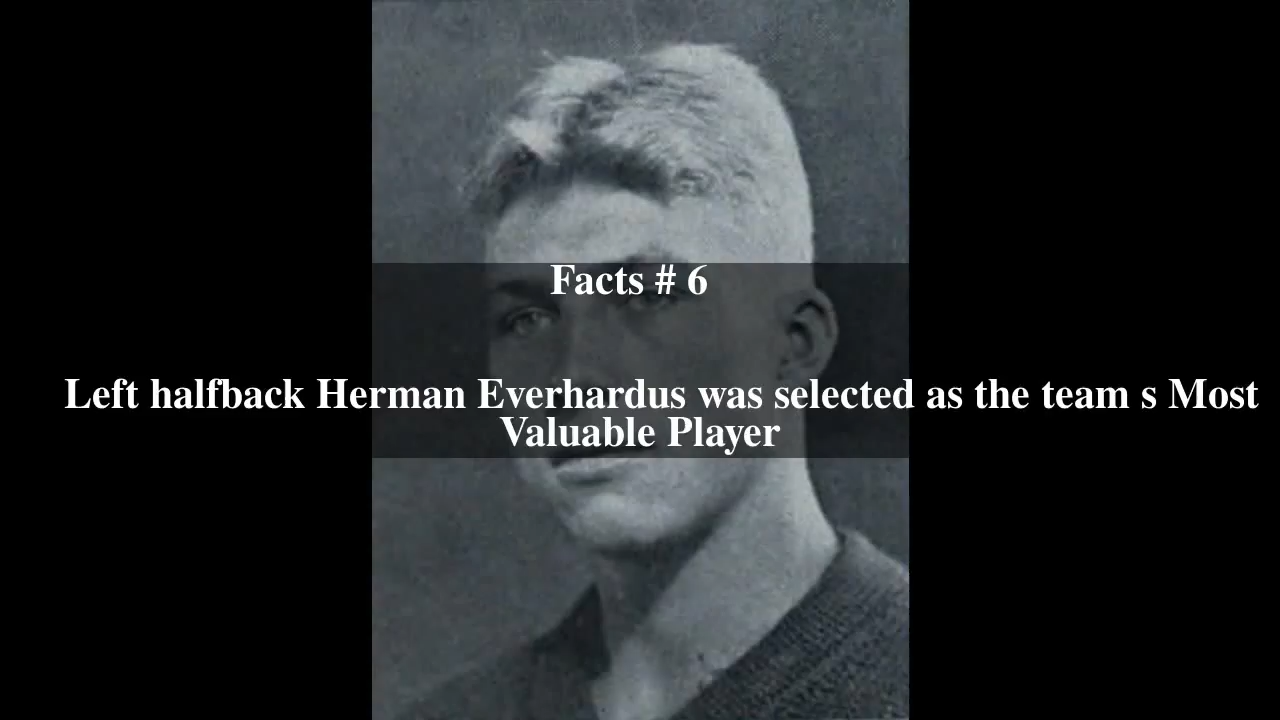 Facts # 6
Left halfback Herman Everhardus was selected as the team s Most
Valuable Player